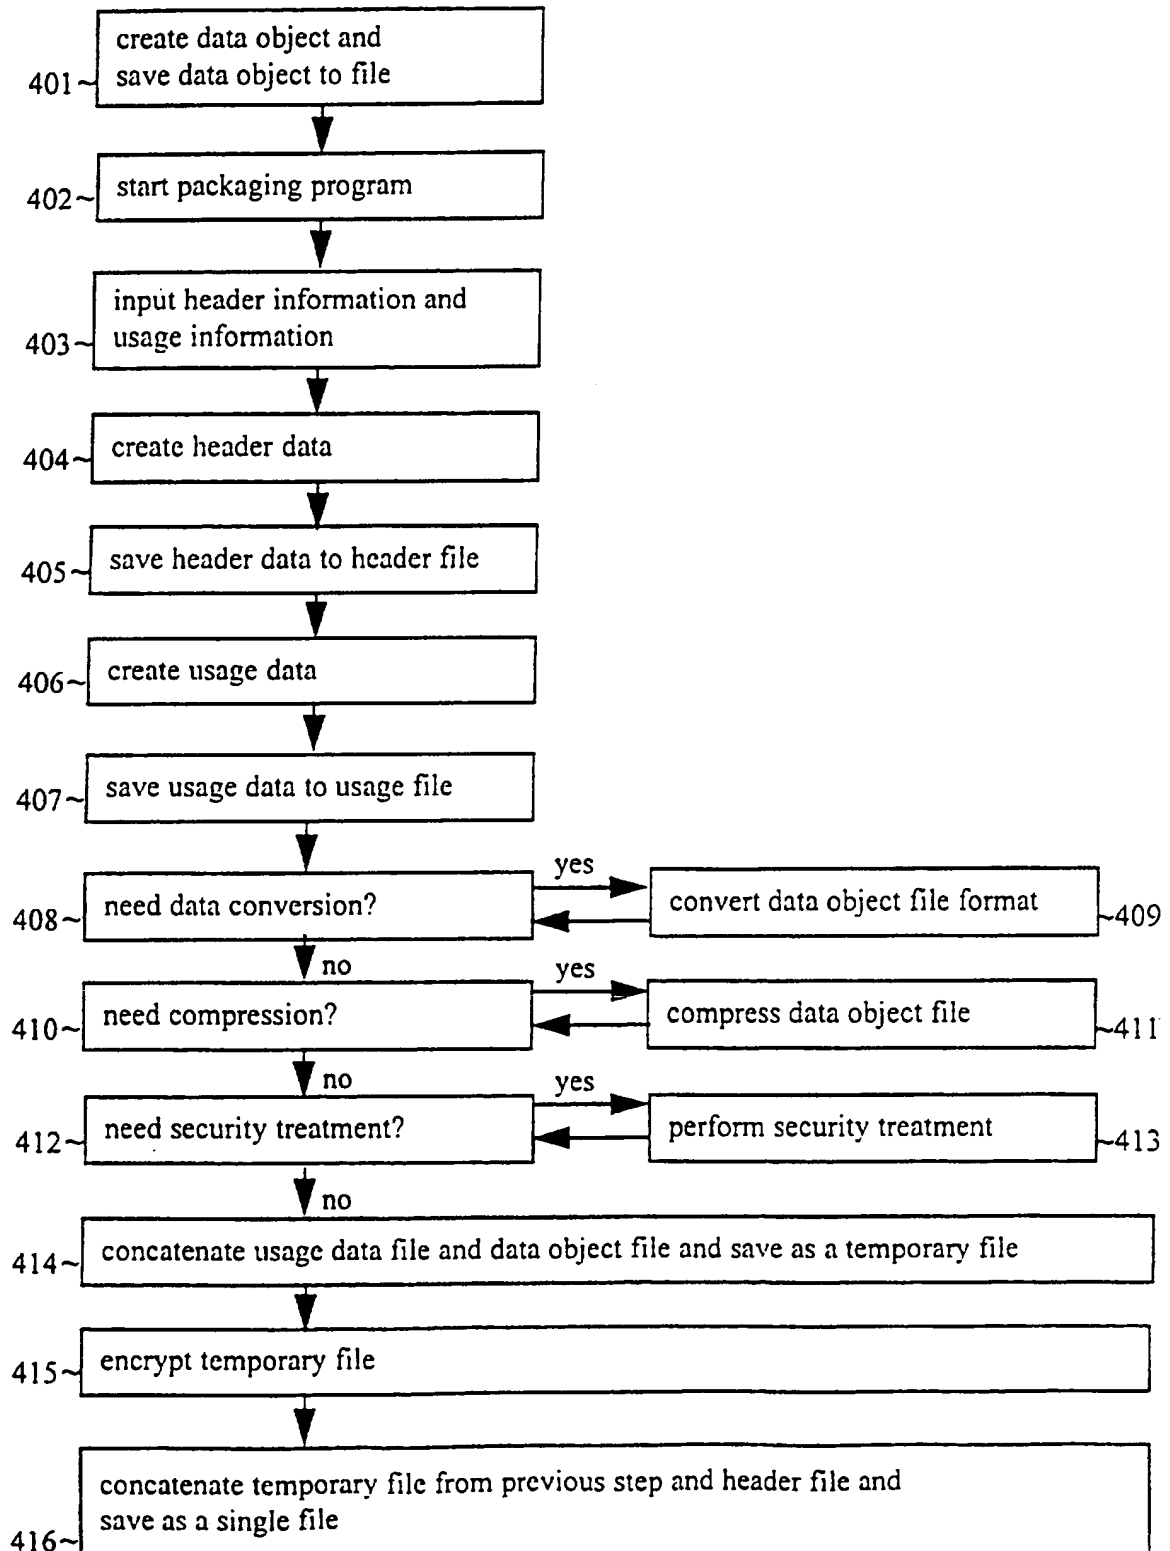 create data object and
save data object to file
401~
start packaging program
402~
input header information and
usage information
403~
create header data
404~
save header data to header file
405~
create usage data
406~
save usage data to usage file
407~
need data conversion?
408~
yes
convert data object file format
~409
no
need compression?
410~
yes
compress data object file
~411
no
need security treatment?
412~
yes
perform security treatment
~413
no
concatenate usage data file and data object file and save as a temporary file
414~
encrypt temporary file
415~
concatenate temporary file from previous step and header file and
save as a single file
416~